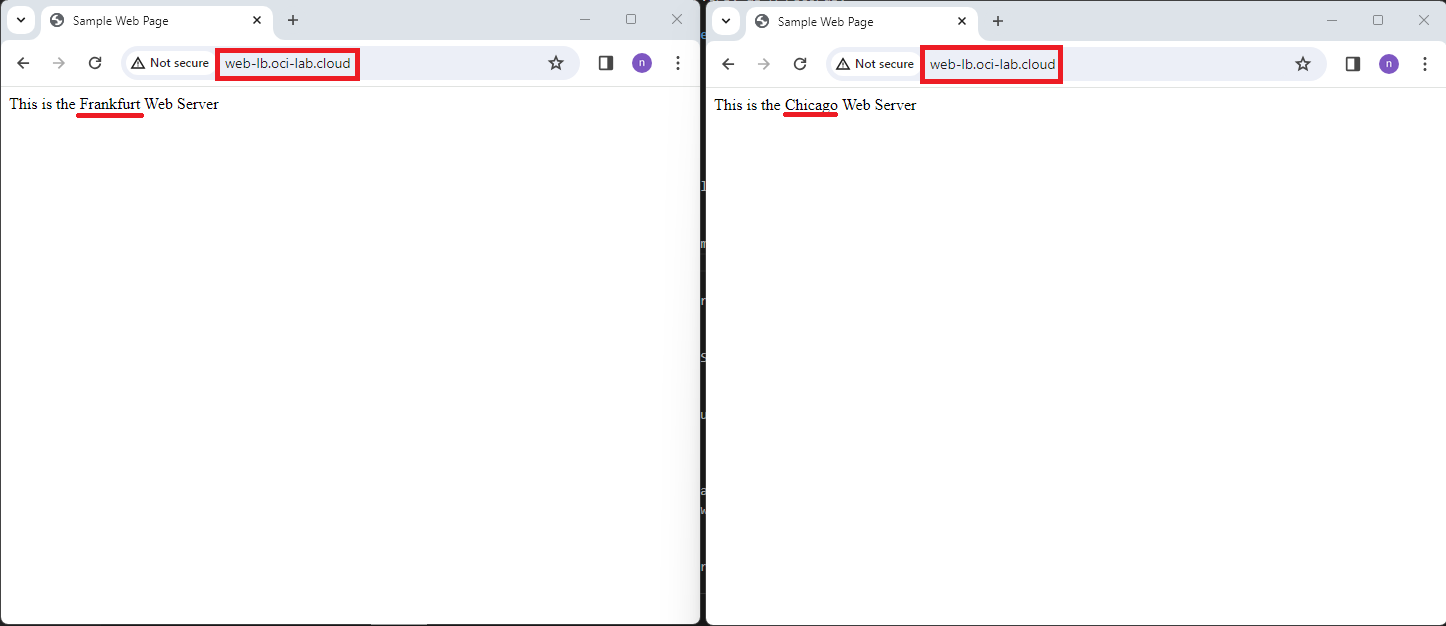 Sample Web Page
Not secure
web-lb.oci-lab.cloud
n
This is the Frankfurt Web Server
Sample Web Page
Not secure
web-lb.oci-lab.cloud
n
This is the Chicago Web Server